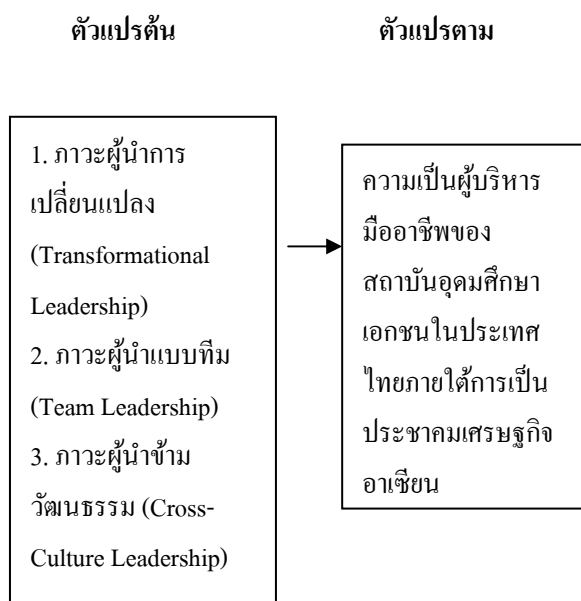 ตัวแปรต้น
ตัวแปรตาม
1. ภาวะผู้นำการ
เปลี่ยนแปลง
(Transformational
Leadership)
2. ภาวะผู้นำแบบทีม
(Team Leadership)
3. ภาวะผู้นำข้าม
วัฒนธรรม (Cross-
Culture Leadership)
ความเป็นผู้บริหาร
มืออาชีพของ
สถาบันอุดมศึกษา
เอกชนในประเทศ
ไทยภายใต้การเป็น
ประชาคมเศรษฐกิจ
อาเซียน